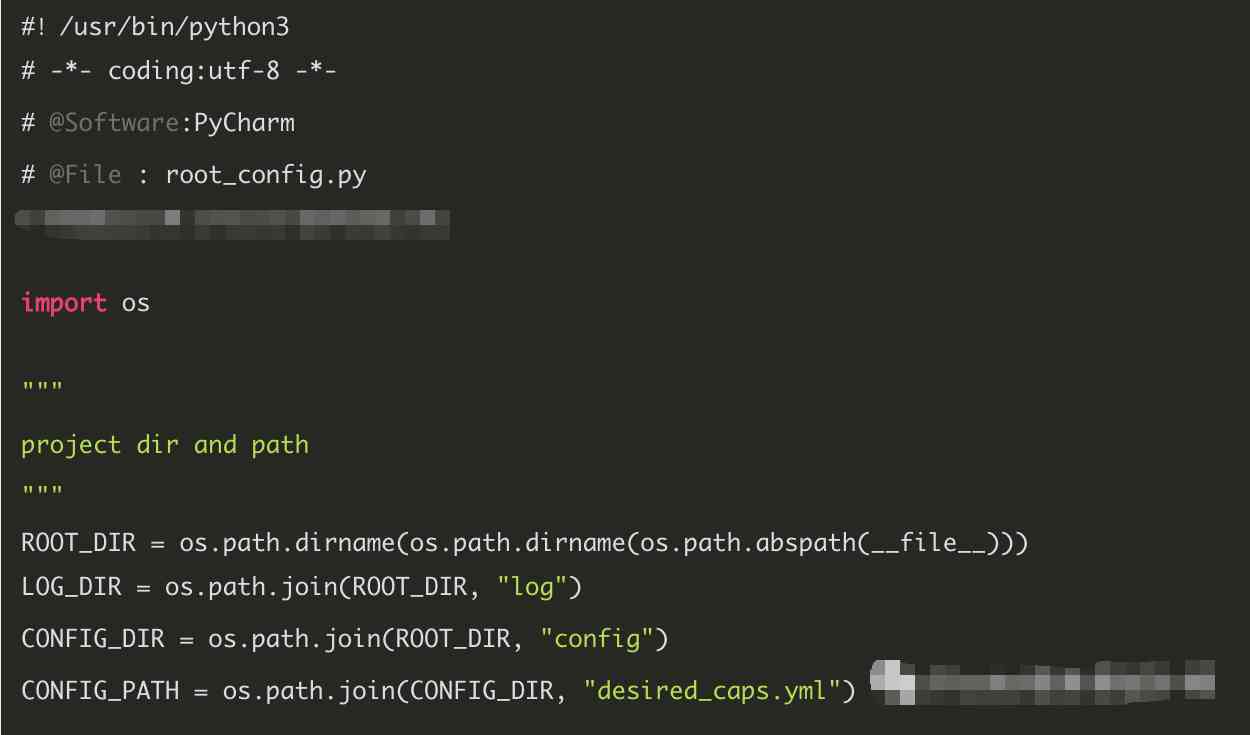 #! /usr/bin/python3
# -*- coding:utf-8 -*-
# @Software:PyCharm
# @File : root_config.py
import os
"""
project dir and path
"""
ROOT_DIR = os.path.dirname(os.path.dirname(os.path.abspath(__file__)))
LOG_DIR = os.path.join(ROOT_DIR, "log")
CONFIG_DIR = os.path.join(ROOT_DIR, "config")
CONFIG_PATH = os.path.join(CONFIG_DIR, "desired_caps.yml")